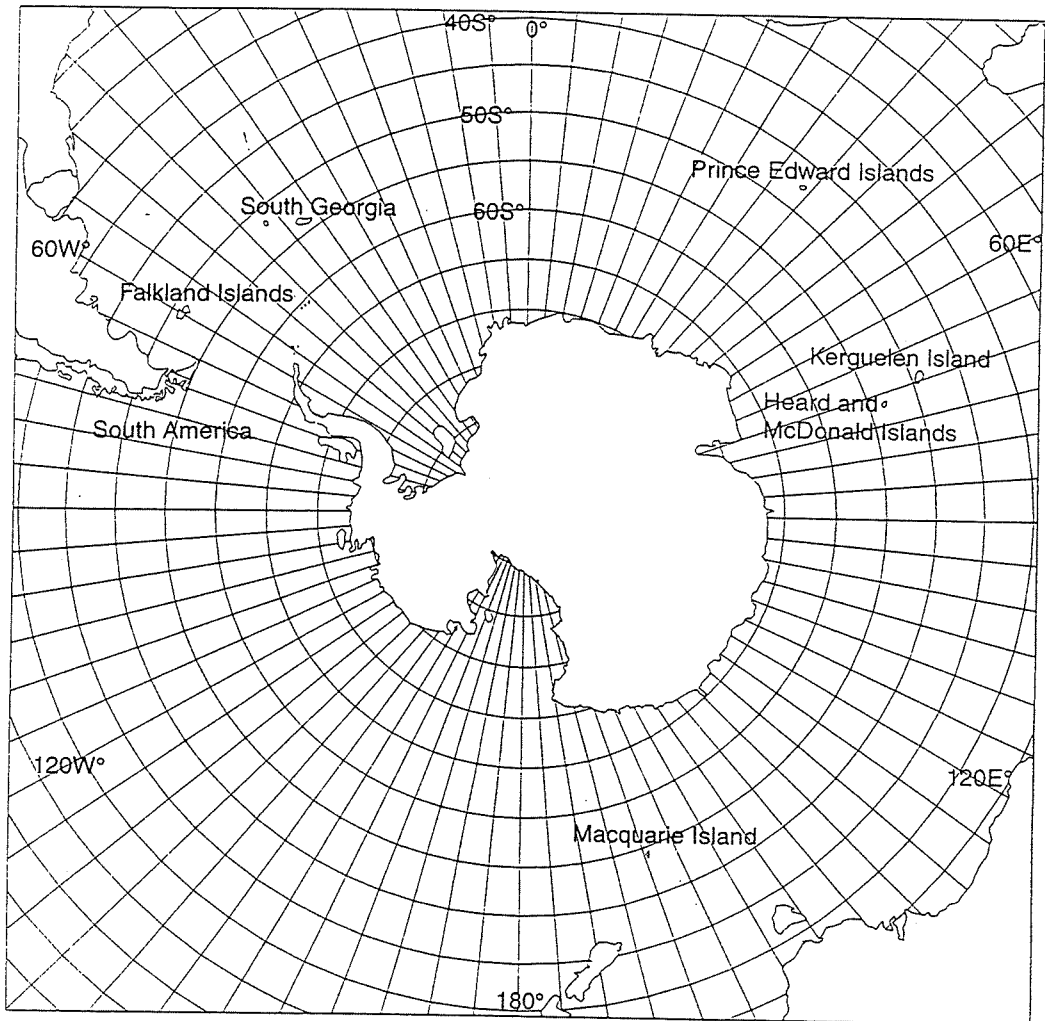 40S°
0°
50S°
Prince Edward Islands
South Georgia
60S°
60W°
60E°
Falkland Islands
Kerguelen Island
Heard and
South America
McDonald Islands
120W°
120E°
Macquarie Island
180°